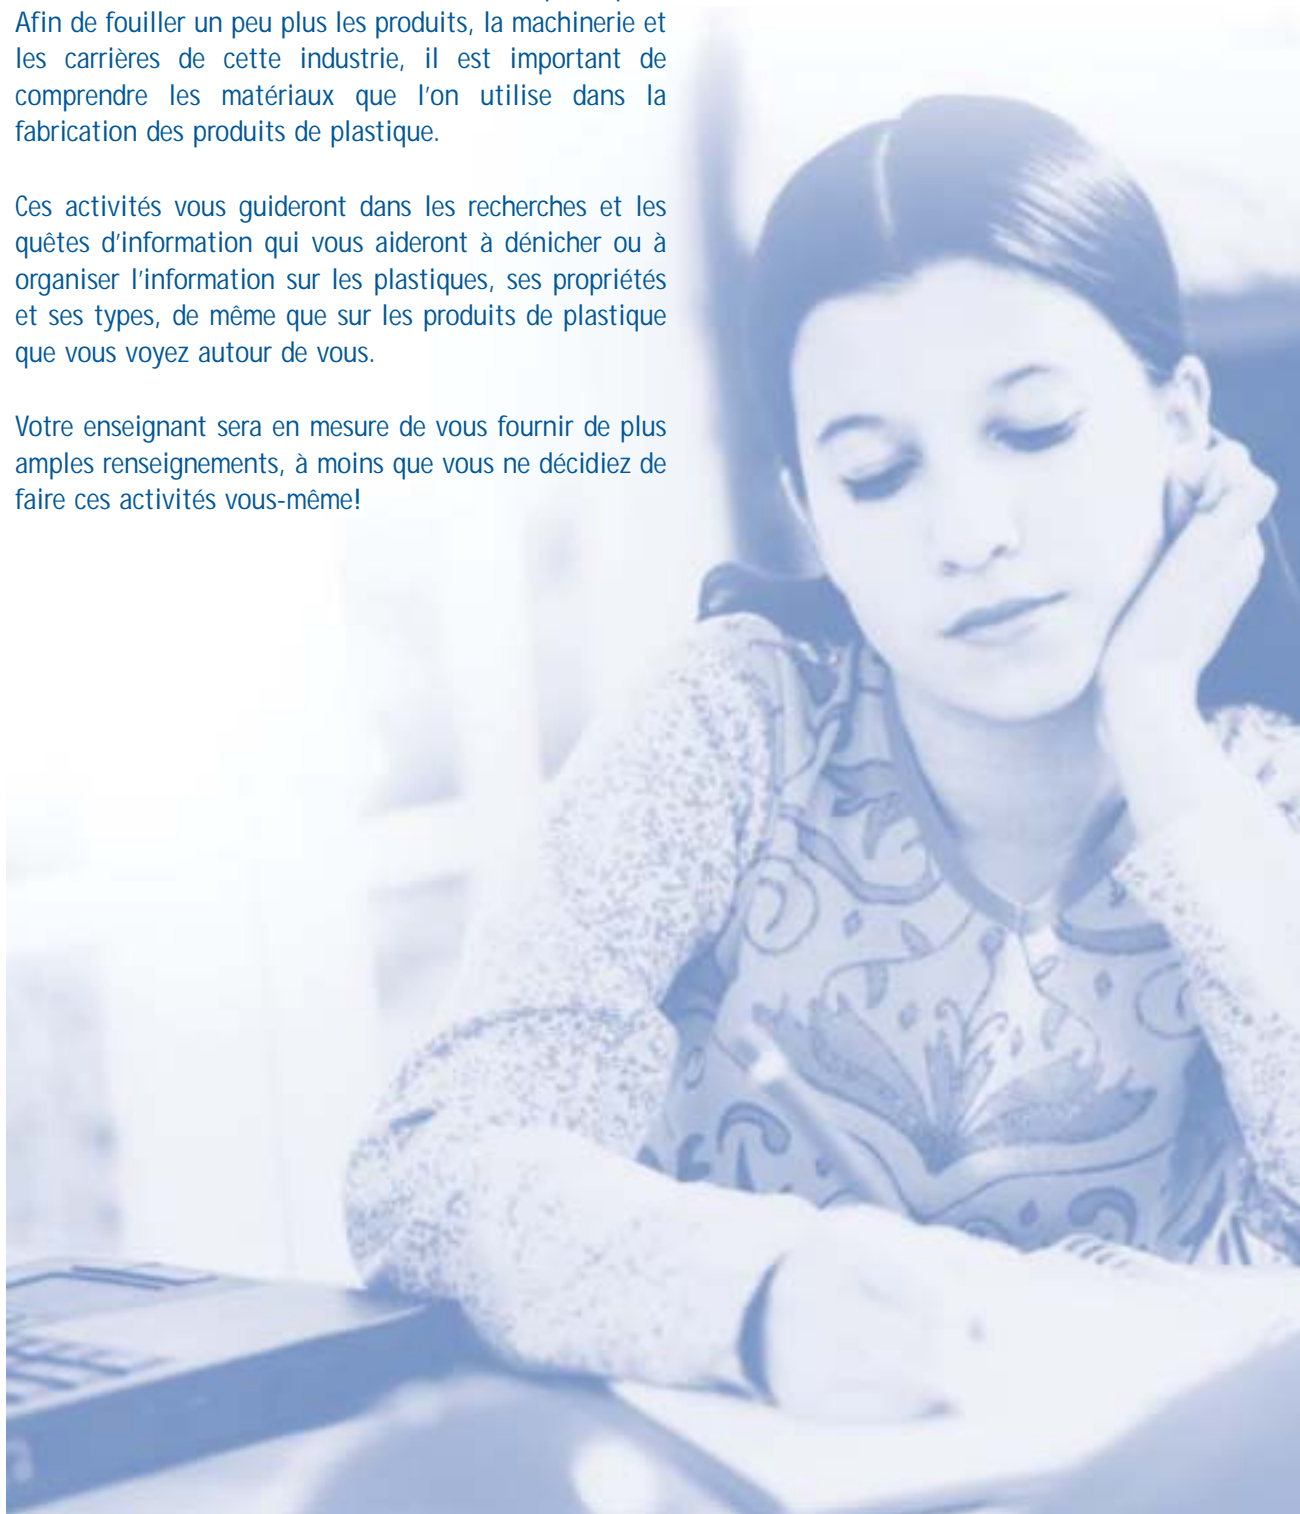 Afin de fouiller un peu plus les produits, la machinerie et
les carrières de cette industrie, il est important de
comprendre les matériaux que l'on utilise dans la
fabrication des produits de plastique.
Ces activités vous guideront dans les recherches et les
quêtes d'information qui vous aideront à dénicher ou à
organiser l'information sur les plastiques, ses propriétés
et ses types, de même que sur les produits de plastique
que vous voyez autour de vous.
Votre enseignant sera en mesure de vous fournir de plus
amples renseignements, à moins que vous ne décidiez de
faire ces activités vous-même!